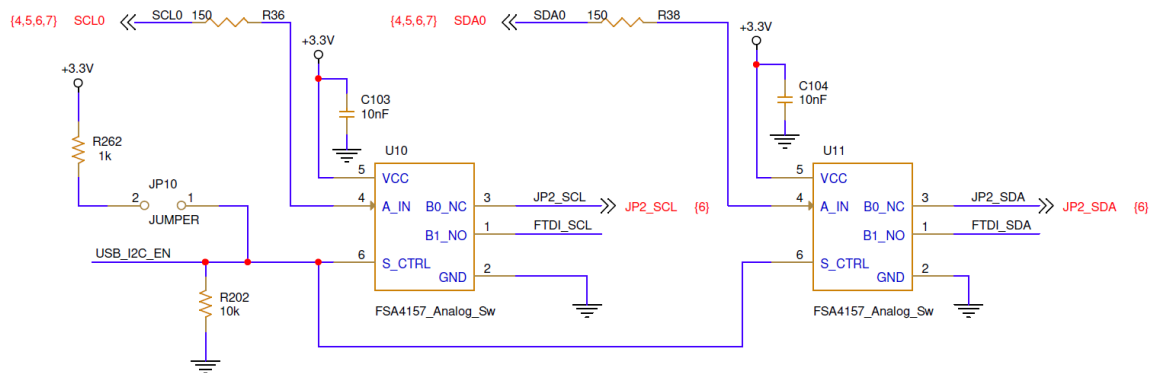 {4,5,6,7} SCL0
SCL0 150 R36
{4,5,6,7} SDA0
SDA0 150 R38
+3.3V
+3.3V
+3.3V
C103
10nF
C104
10nF
R262
1k
JP10
2 1
JUMPER
USB_I2C_EN
R202
10k
U10
5 VCC
4 A_IN
6 S_CTRL
B0_NC 3 JP2_SCL
JP2_SCL {6}
B1_NO 1 FTDI_SCL
GND 2
FSA4157_Analog_Sw
U11
5 VCC
4 A_IN
6 S_CTRL
B0_NC 3 JP2_SDA
JP2_SDA {6}
B1_NO 1 FTDI_SDA
GND 2
FSA4157_Analog_Sw